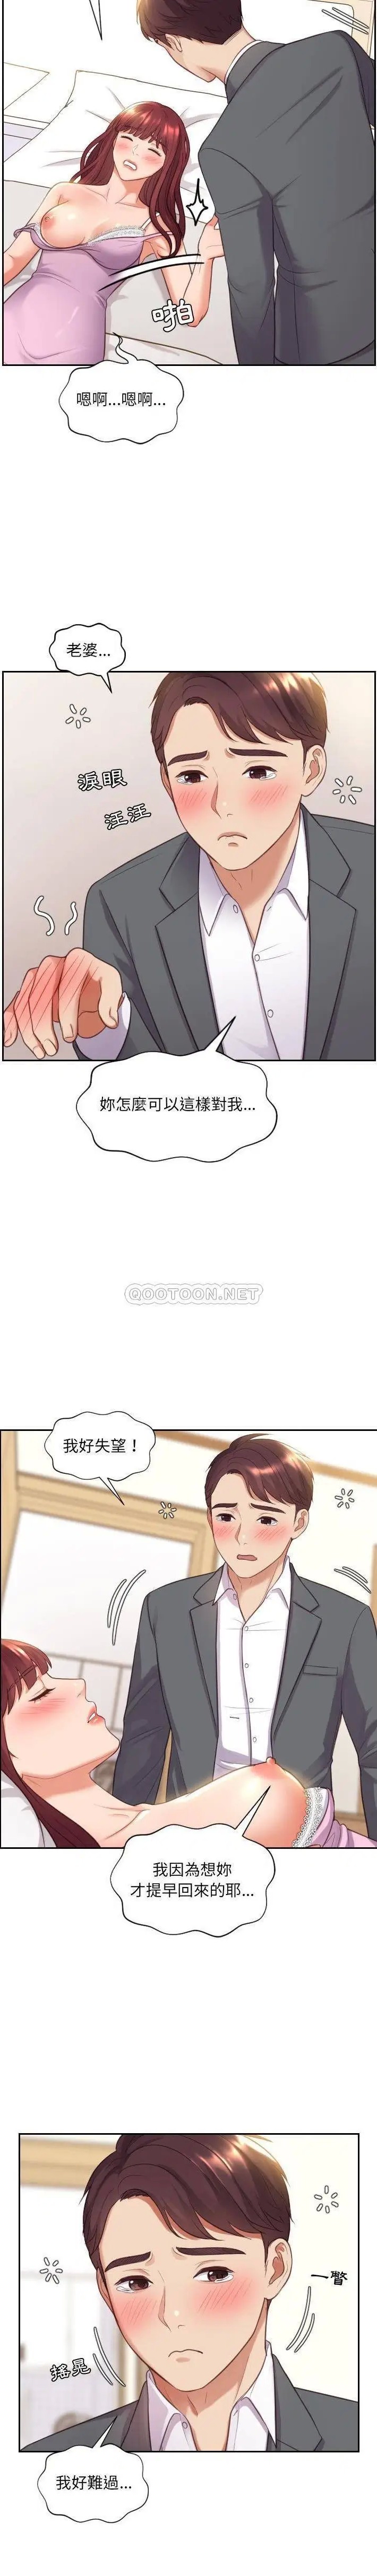 啪
嗯啊...嗯啊...
老婆...
淚眼
汪汪
妳怎麼可以這樣對我...
QOOTOON.NET
我好失望！
我因為想妳
才提早回來的耶...
一瞥
搖晃
我好難過...